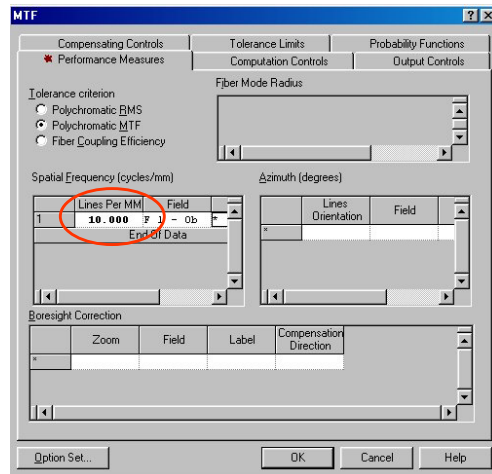 MTF
Compensating Controls Tolerance Limits Probability Functions
* Performance Measures Computation Controls Output Controls
Tolerance criterion
Polychromatic RMS
Polychromatic MTF
Fiber Coupling Efficiency
Fiber Mode Radius
Spatial Frequency (cycles/mm)
Lines Per MM Field
1 10.000 F 1 - Ob *
End Of Data
Azimuth (degrees)
Lines Orientation Field
*
Boresight Correction
Zoom Field Label Compensation Direction
*
Option Set... OK Cancel Help